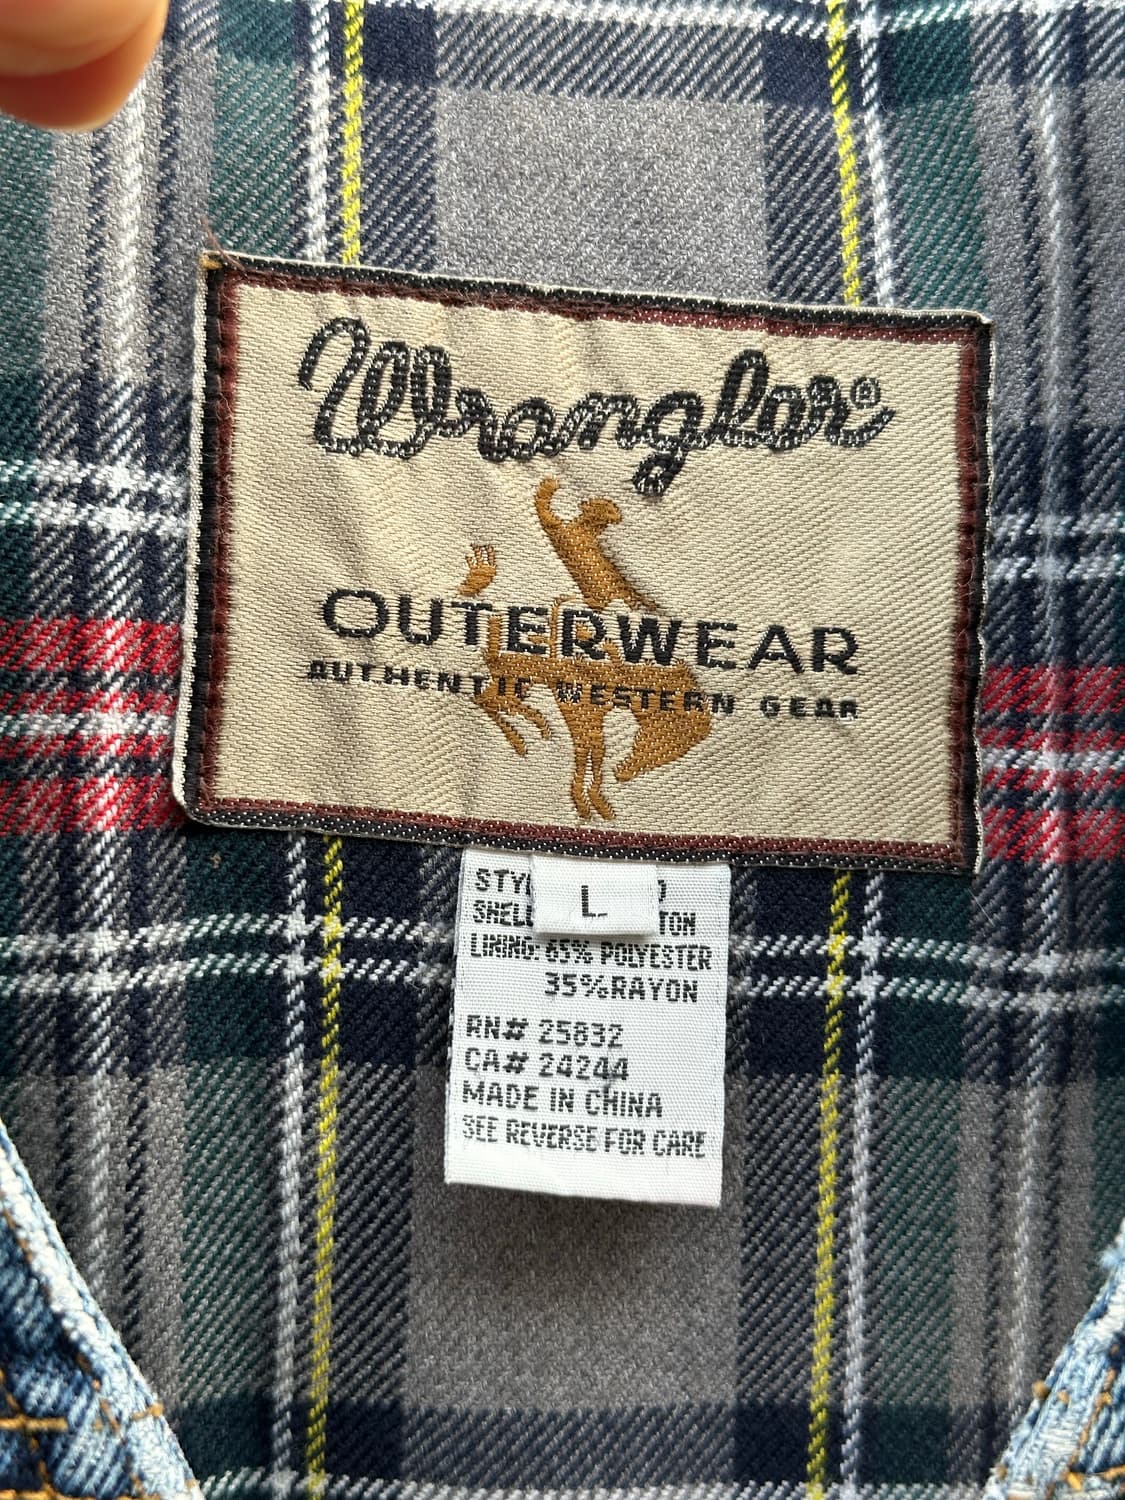 Wrangler®
OUTERWEAR
AUTHENTIC WESTERN GEAR
L
LINING: 65% POLYESTER
35%RAYON
RN# 25832
CA# 24244
MADE IN CHINA
SEE REVERSE FOR CARE